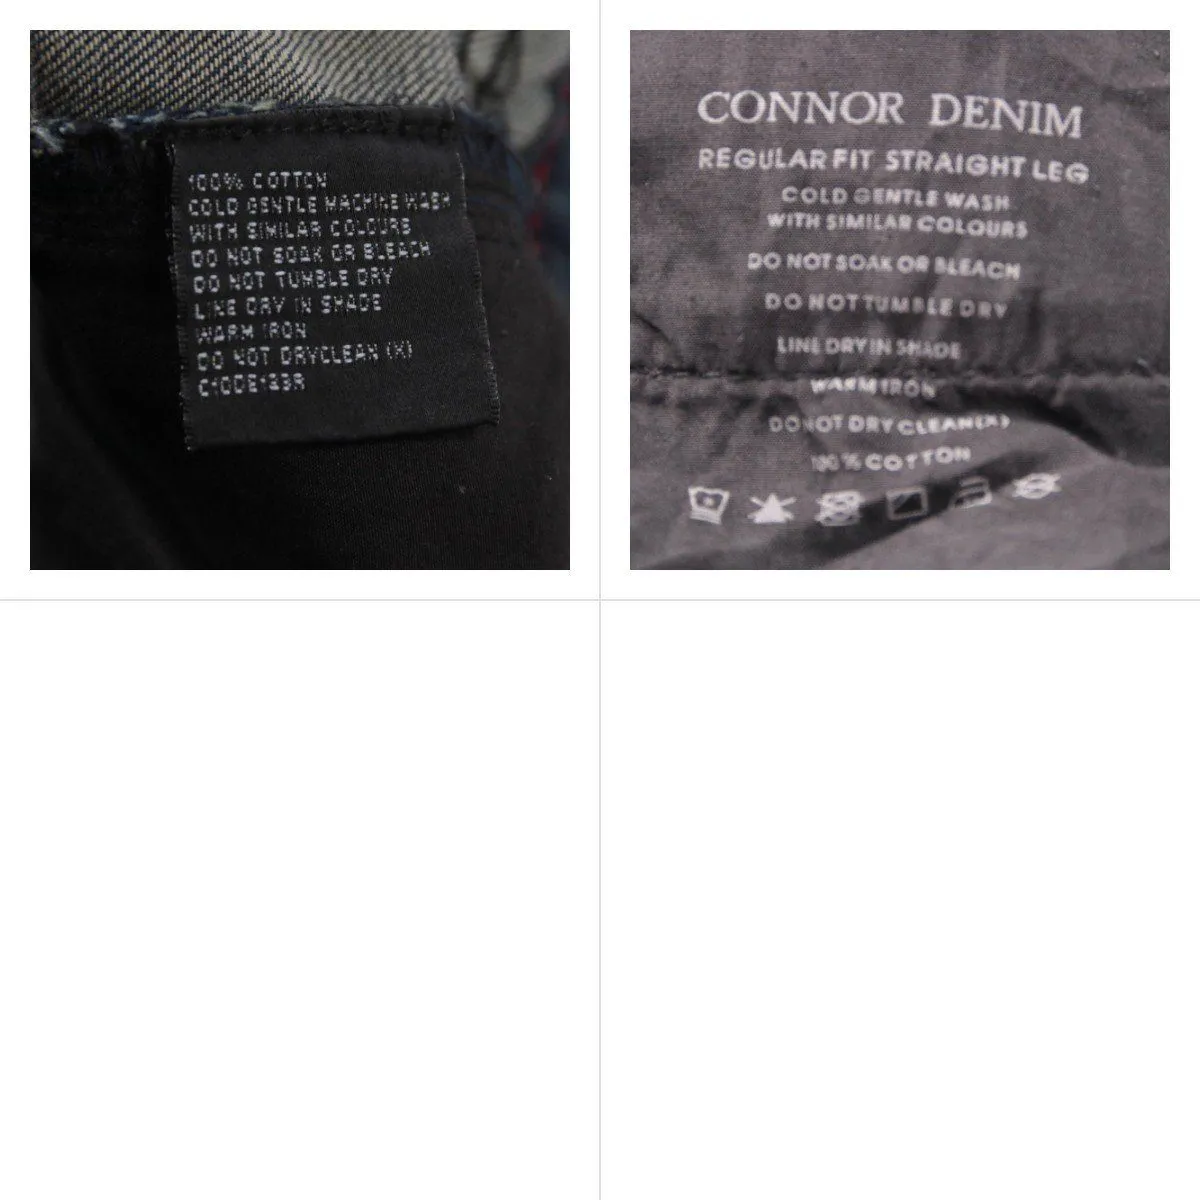 100% COTTON
COLD GENTLE MACHINE WASH
WITH SIMILAR COLOURS
DO NOT SOAK OR BLEACH
DO NOT TUMBLE DRY
LINE DRY IN SHADE
WARM IRON
DO NOT DRYCLEAN (X)
CONNOR DENIM
REGULAR FIT STRAIGHT LEG
COLD GENTLE WASH
WITH SIMILAR COLOURS
DO NOT SOAK OR BLEACH
DO NOT TUMBLE DRY
LINE DRY IN SHADE
WARM IRON
DO NOT DRY CLEAN (X)
100% COTTON